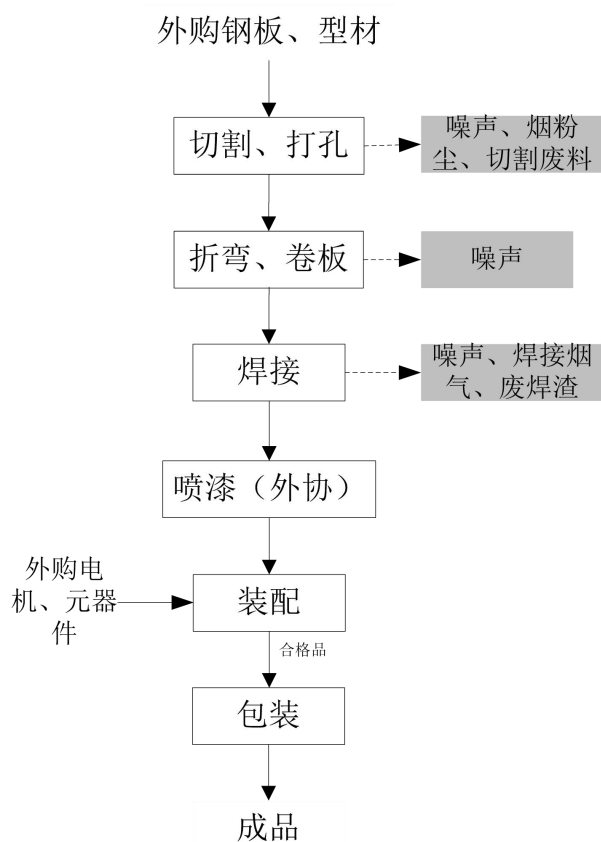 外购钢板、型材
切割、打孔
噪声、烟粉
尘、切割废料
折弯、卷板
噪声
焊接
噪声、焊接烟
气、废焊渣
喷漆（外协）
外购电
机、元器
件
装配
合格品
包装
成品